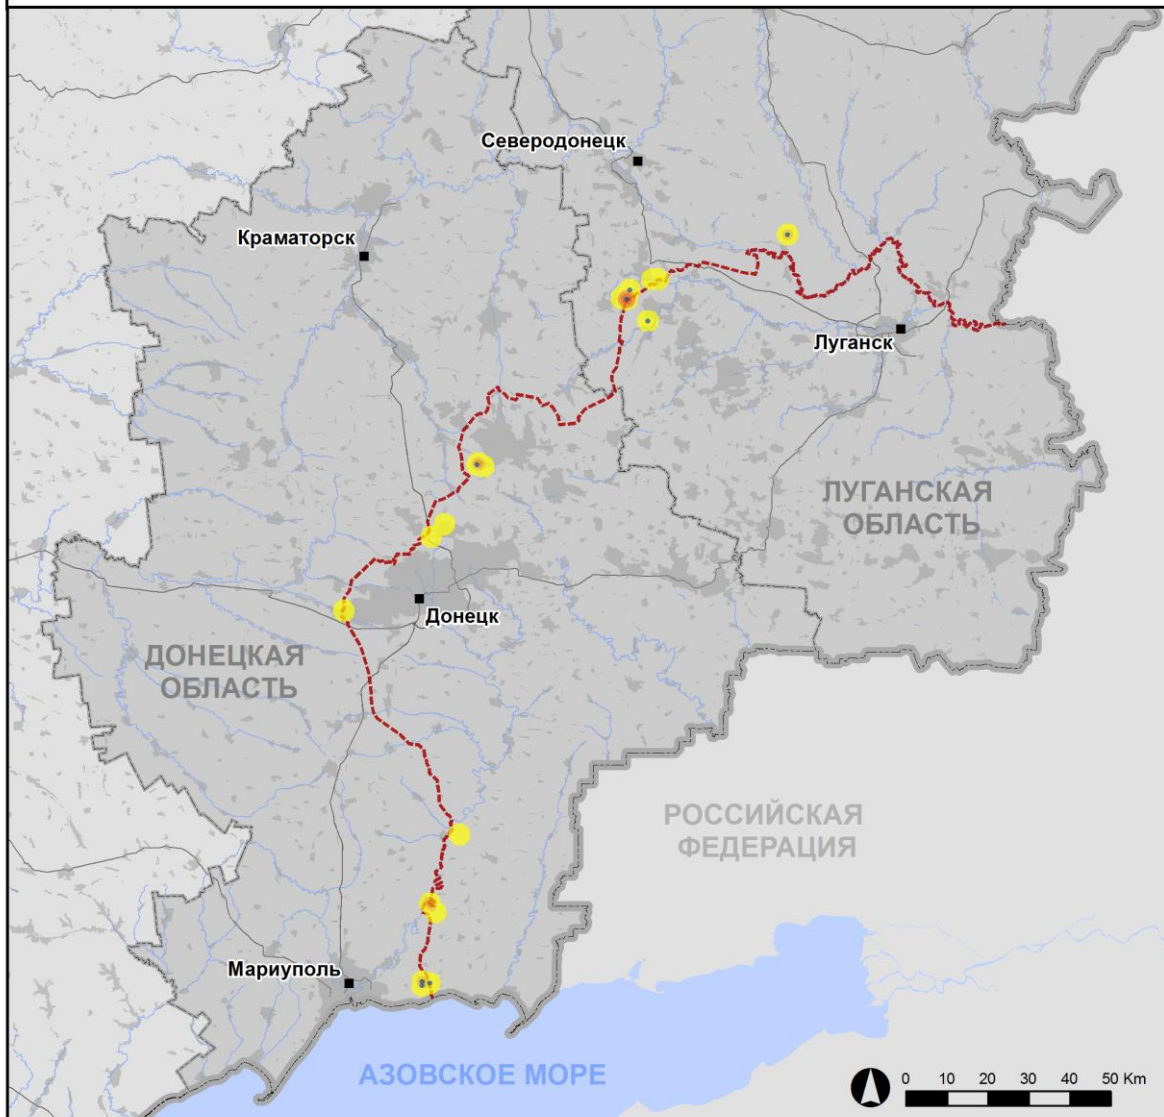 Северодонецк
Краматорск
Луганск
ЛУГАНСКАЯ
ОБЛАСТЬ
Донецк
ДОНЕЦКАЯ
ОБЛАСТЬ
РОССИЙСКАЯ
ФЕДЕРАЦИЯ
Мариуполь
АЗОВСКОЕ МОРЕ
0 10 20 30 40 50 Km